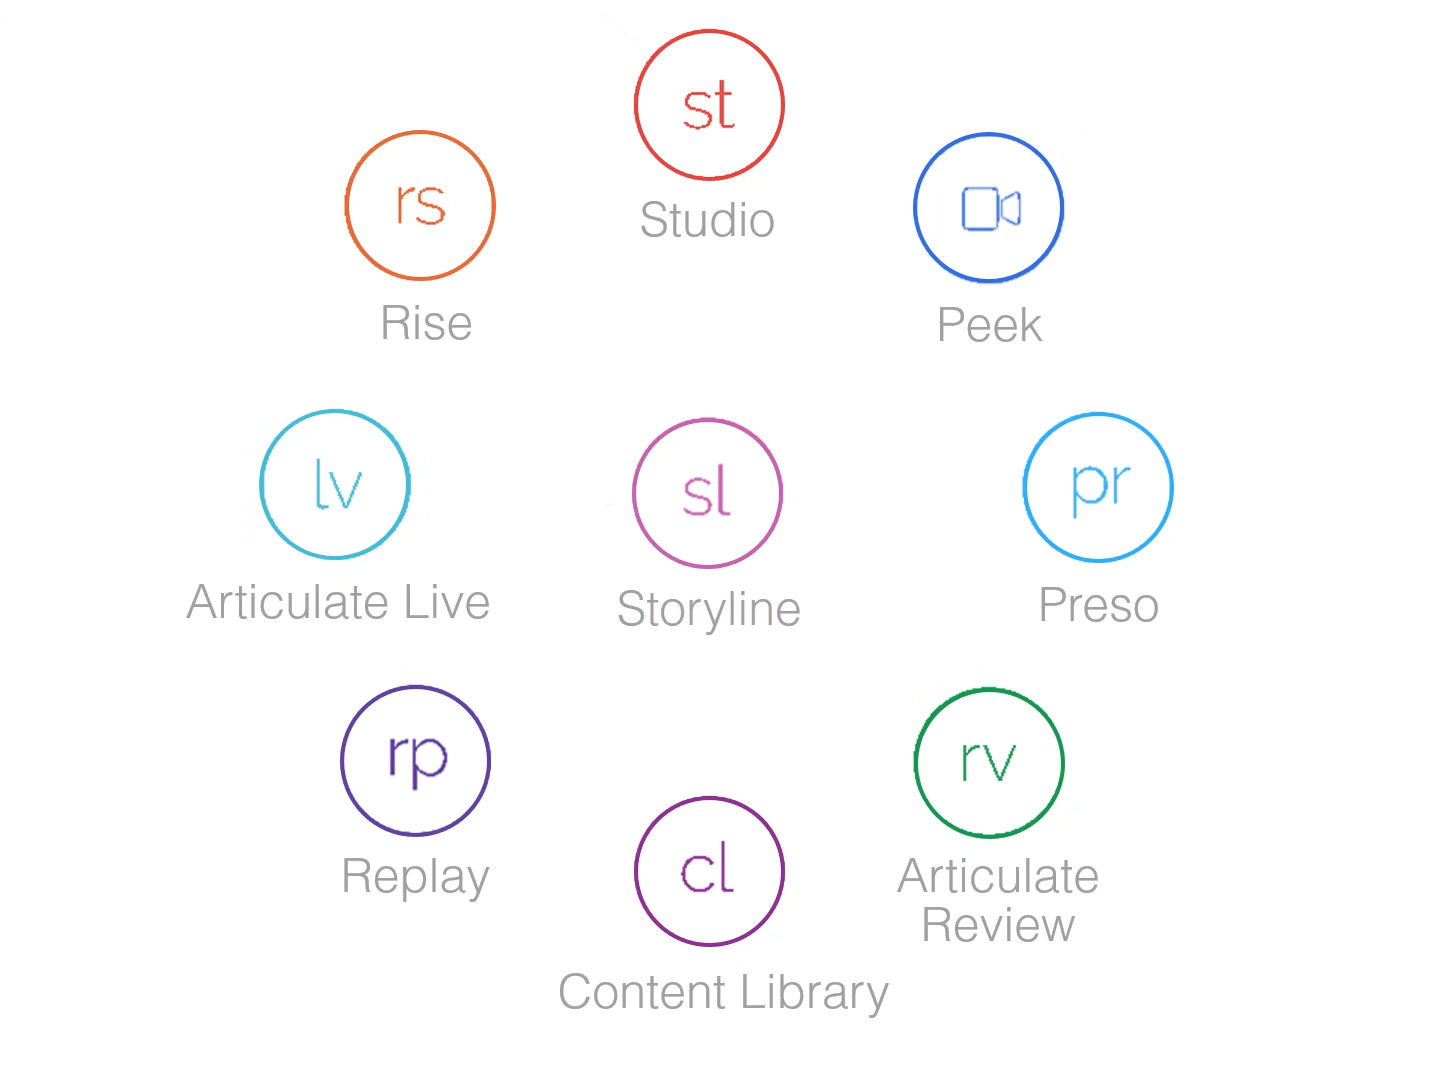 st
Studio
rs
Rise
Peek
lv
Articulate Live
sl
Storyline
pr
Preso
rp
Replay
cl
Content Library
rv
Articulate
Review